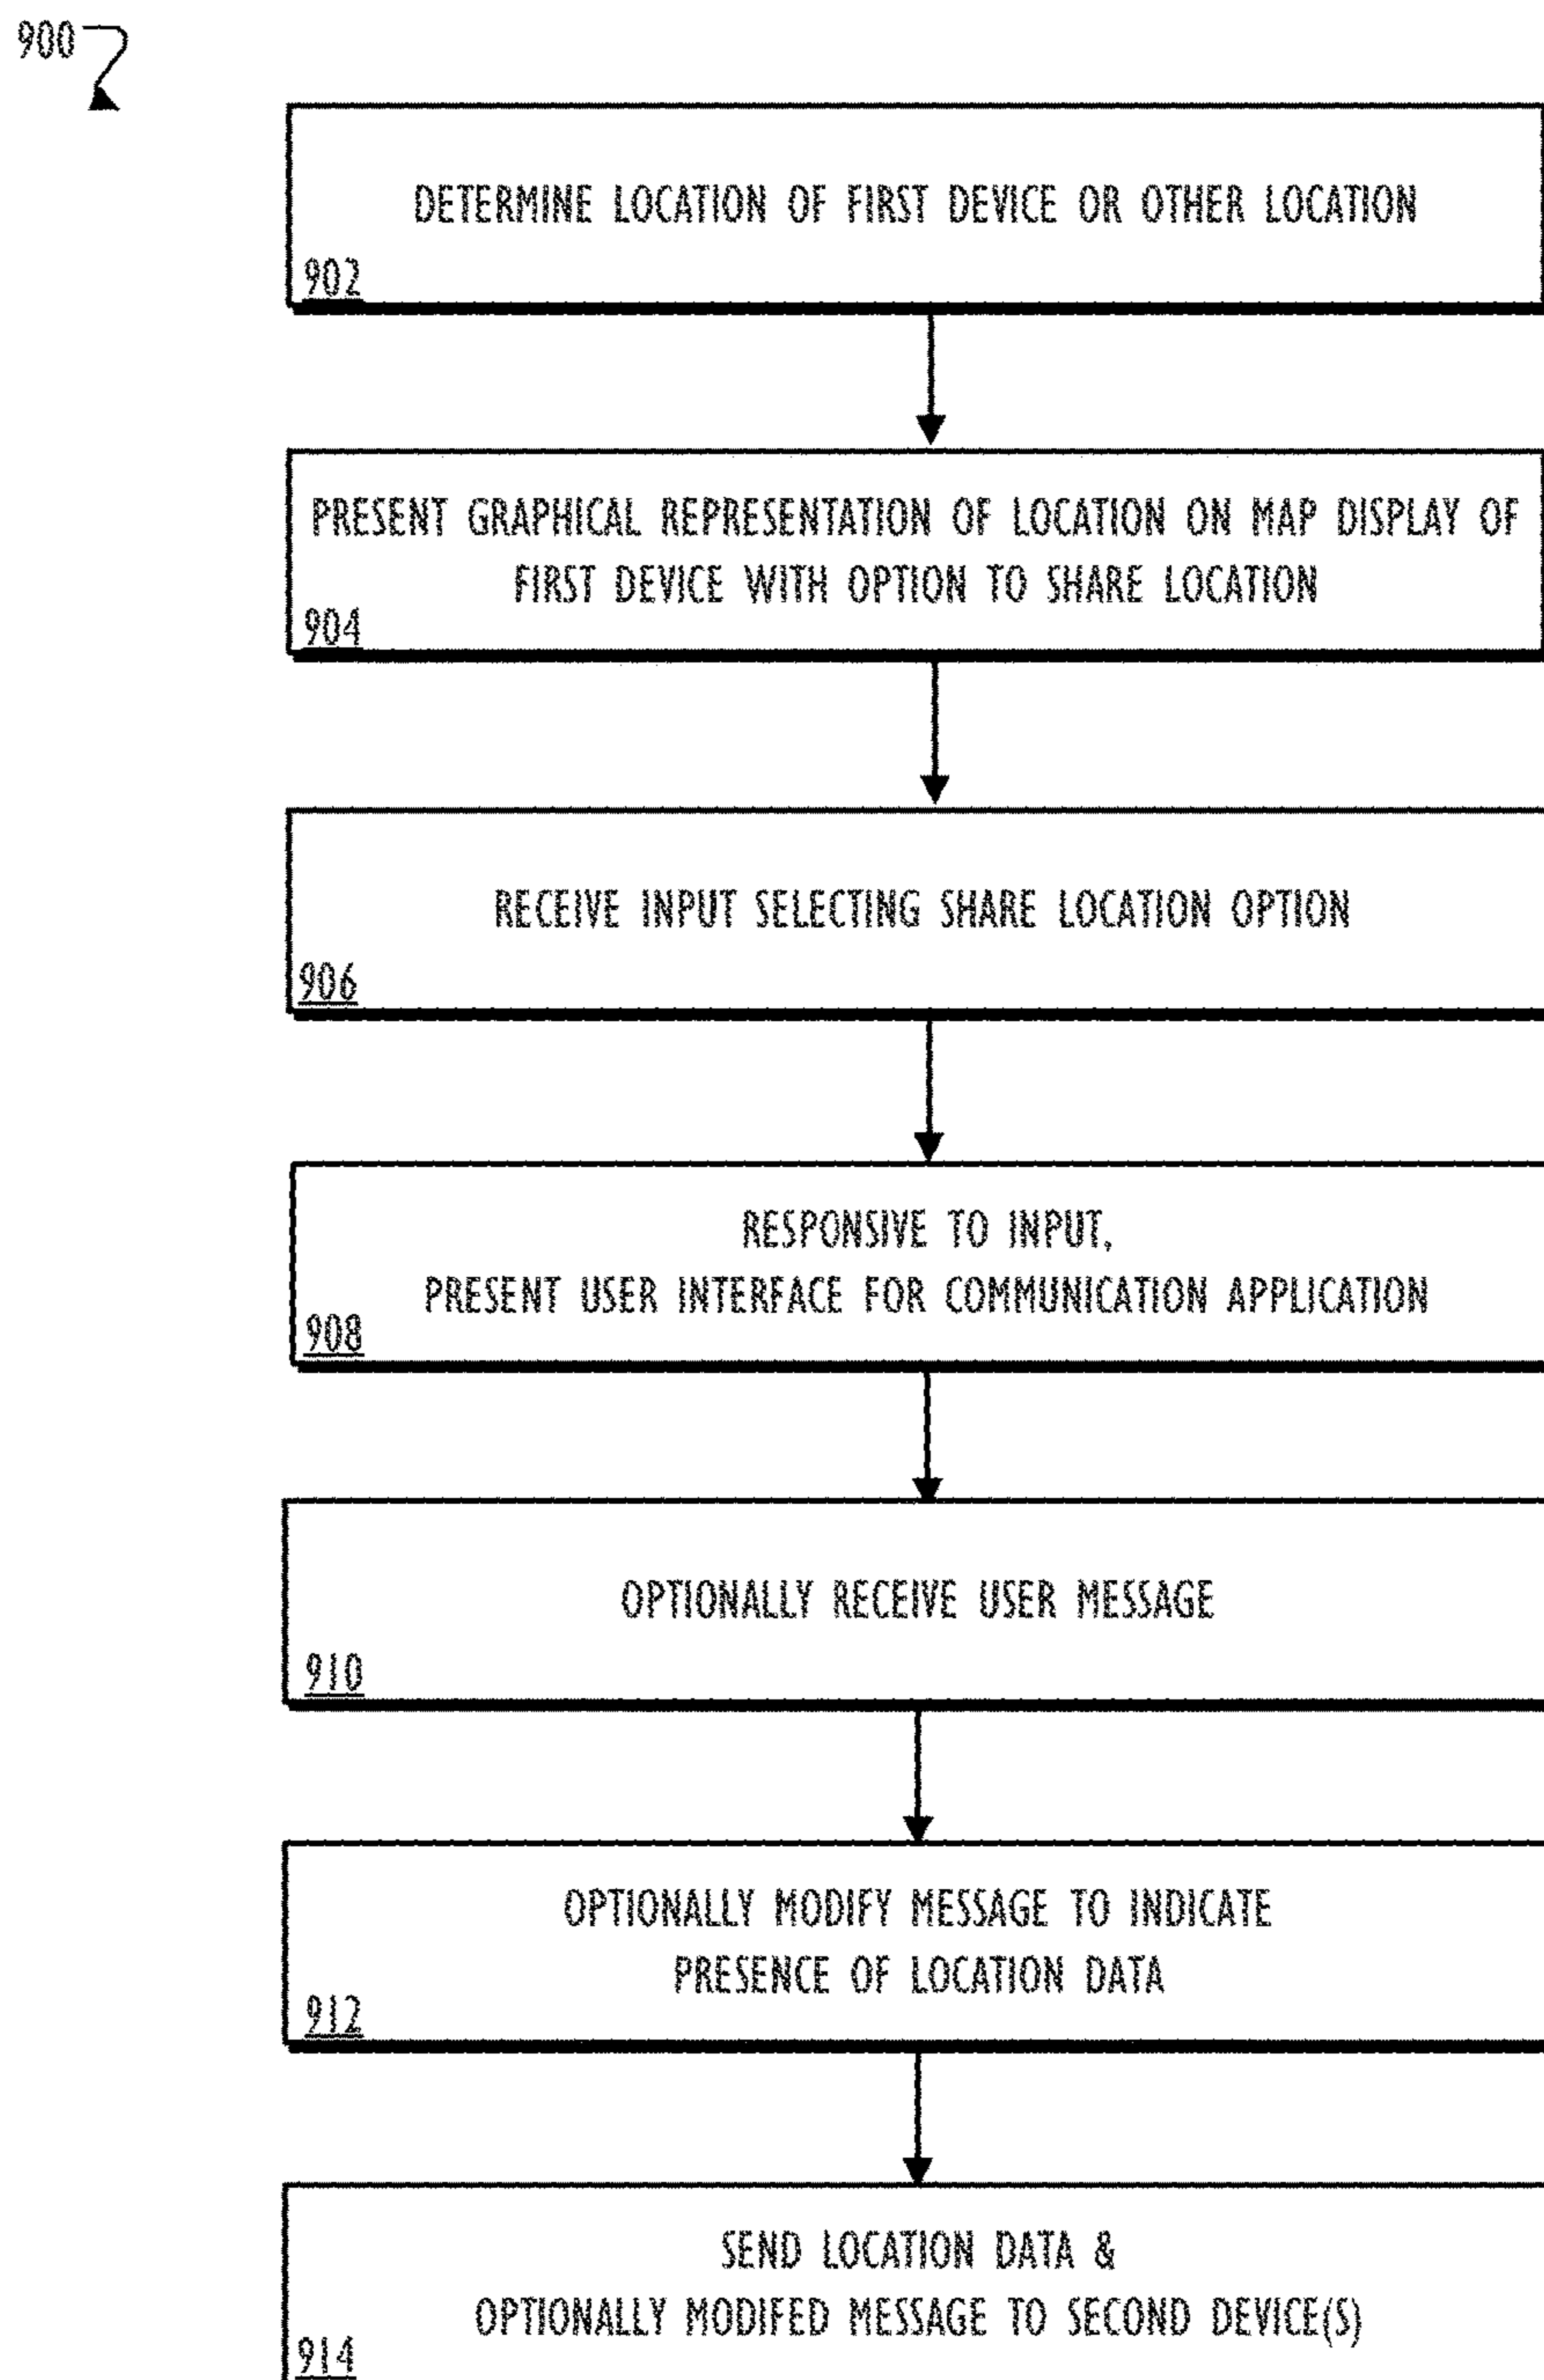 900
DETERMINE LOCATION OF FIRST DEVICE OR OTHER LOCATION
902
PRESENT GRAPHICAL REPRESENTATION OF LOCATION ON MAP DISPLAY OF
FIRST DEVICE WITH OPTION TO SHARE LOCATION
904
RECEIVE INPUT SELECTING SHARE LOCATION OPTION
906
RESPONSIVE TO INPUT,
PRESENT USER INTERFACE FOR COMMUNICATION APPLICATION
908
OPTIONALLY RECEIVE USER MESSAGE
910
OPTIONALLY MODIFY MESSAGE TO INDICATE
PRESENCE OF LOCATION DATA
912
SEND LOCATION DATA &
OPTIONALLY MODIFED MESSAGE TO SECOND DEVICE(S)
914